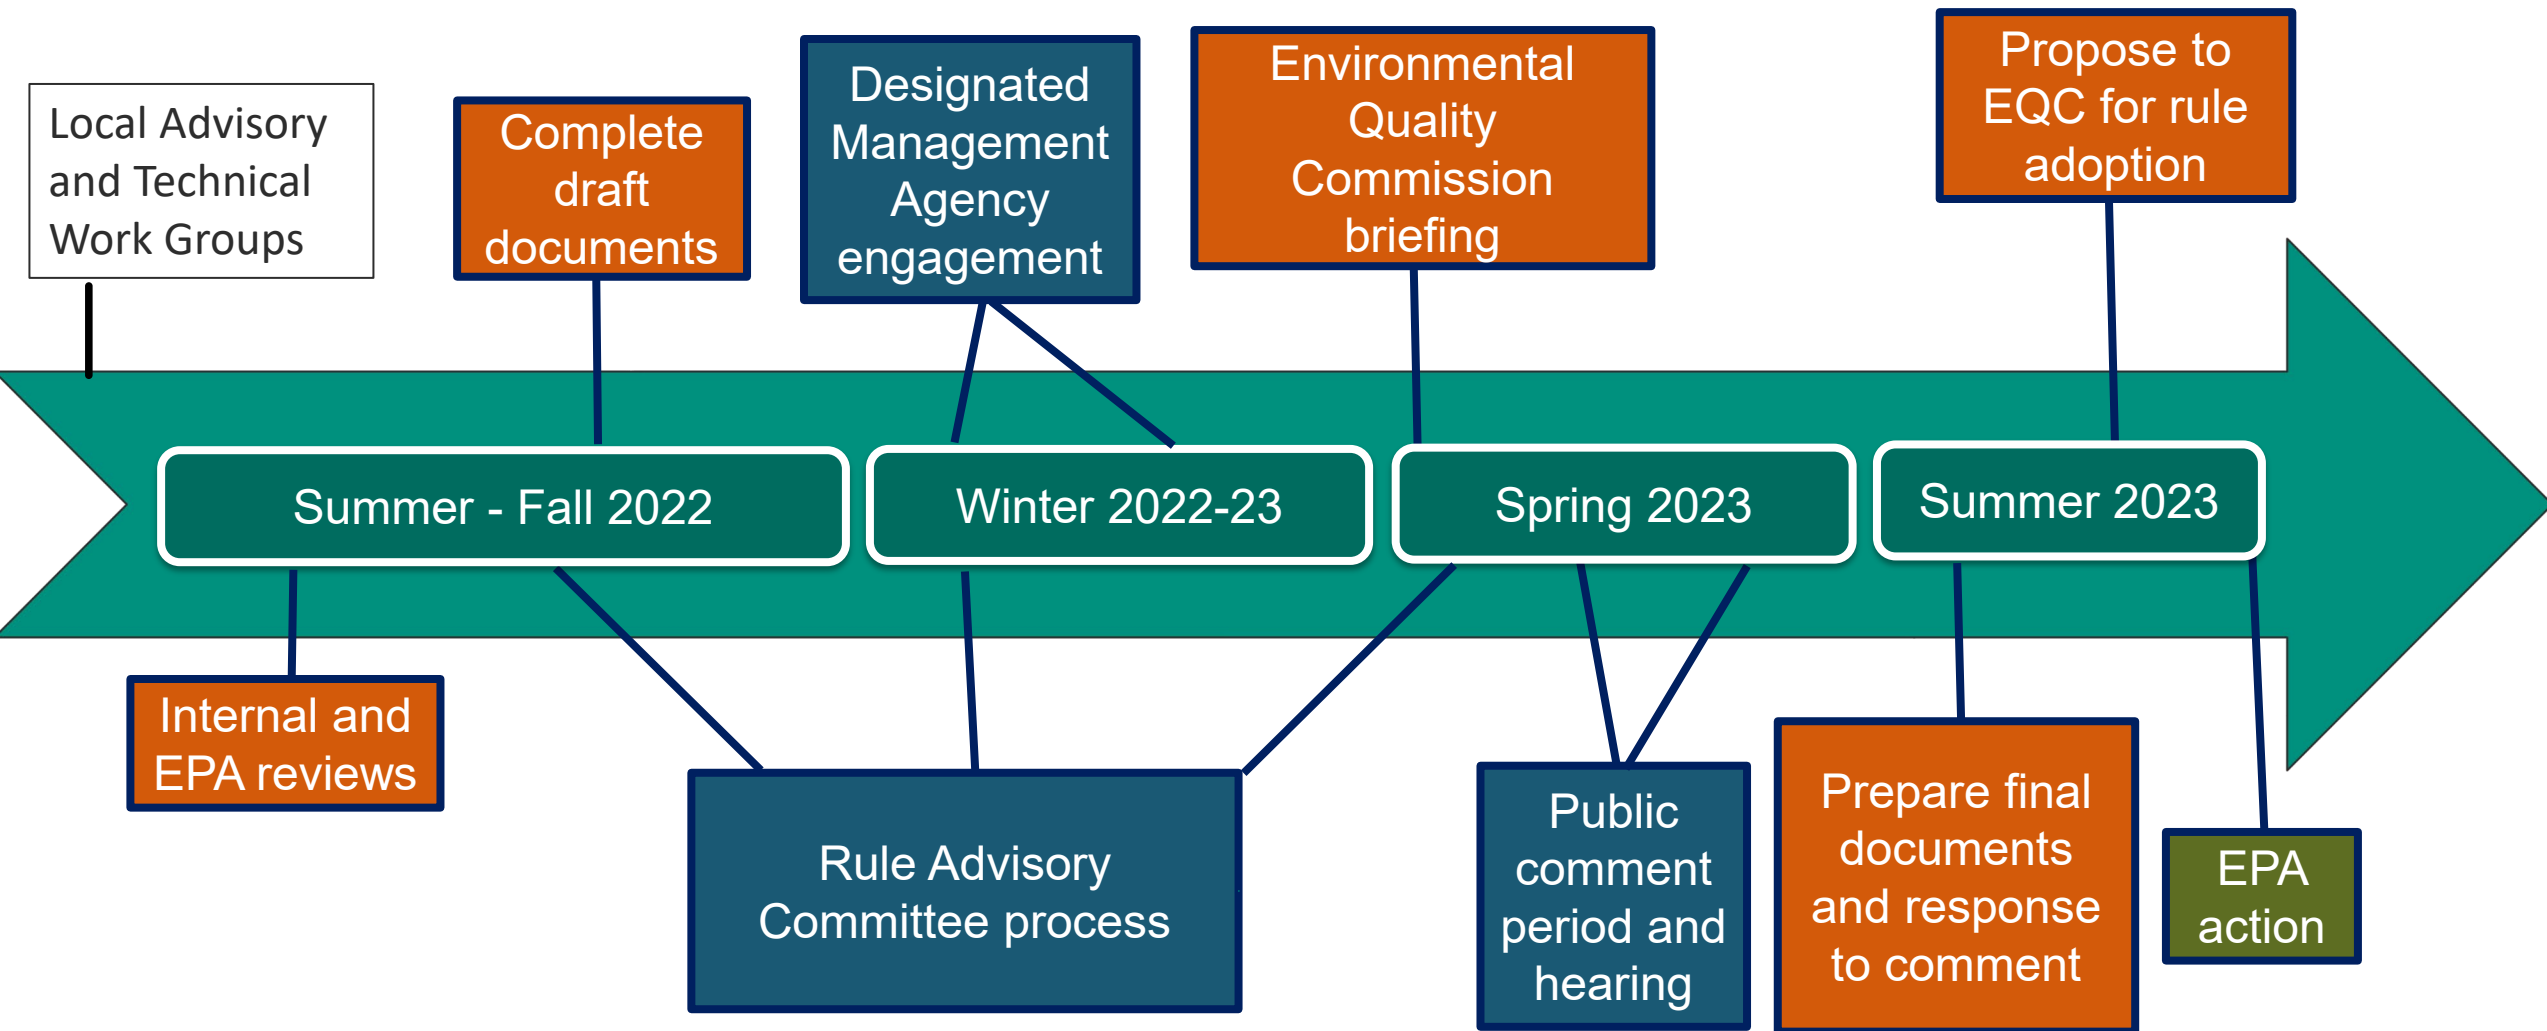 Local Advisory
and Technical
Work Groups
Complete
draft
documents
Designated
Management
Agency
engagement
Environmental
Quality
Commission
briefing
Propose to
EQC for rule
adoption
Summer - Fall 2022
Winter 2022-23
Spring 2023
Summer 2023
Internal and
EPA reviews
Rule Advisory
Committee process
Public
comment
period and
hearing
Prepare final
documents
and response
to comment
EPA
action